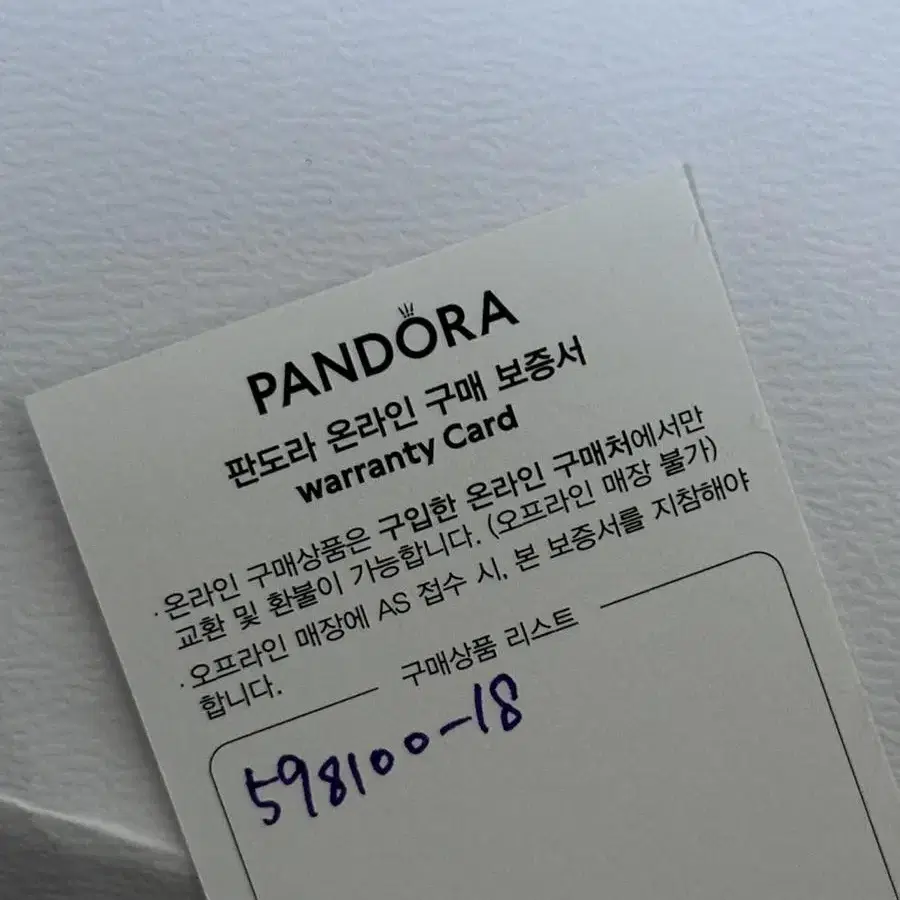 PANDORA
판도라 온라인 구매 보증서
warranty Card
· 온라인 구매상품은 구입한 온라인 구매처에서만
교환 및 환불이 가능합니다. (오프라인 매장 불가)
· 오프라인 매장에 AS 접수 시, 본 보증서를 지참해야
합니다.
구매상품 리스트
598100-18